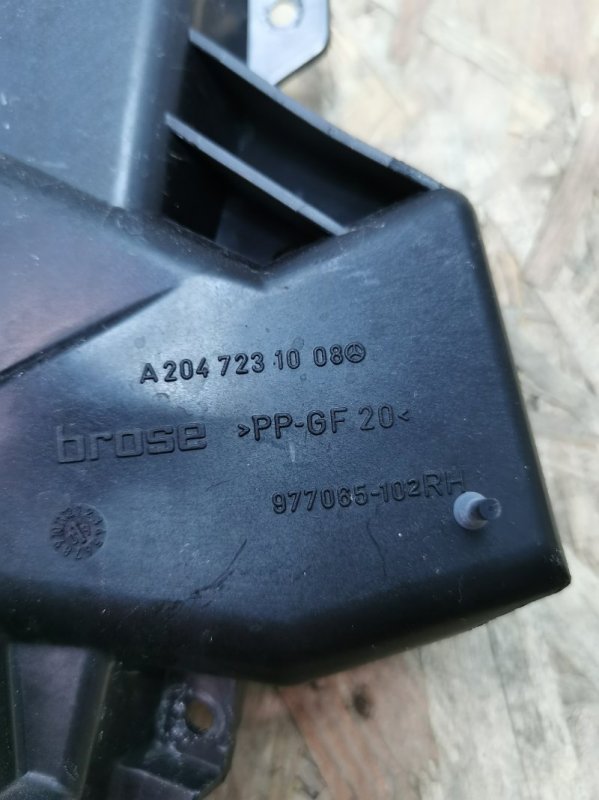 A 204 723 10 08
brose >PP-GF 20<
977065-102RH